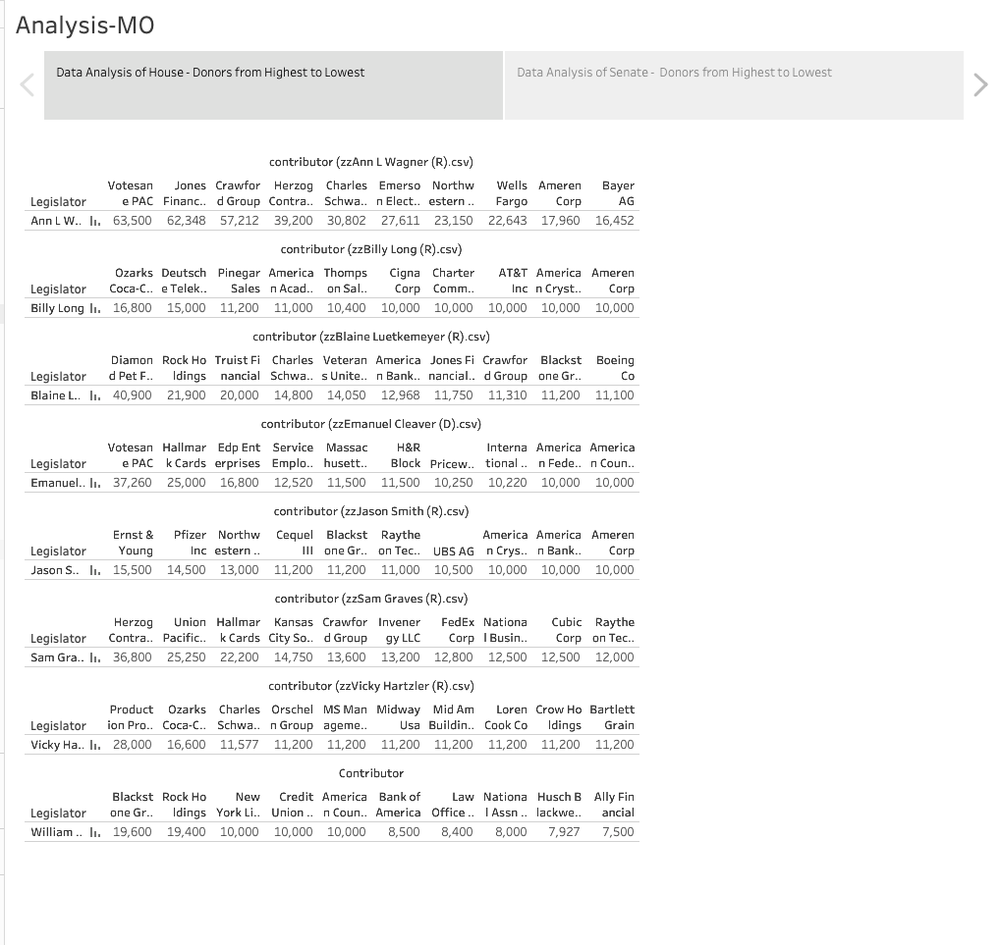 Analysis-MO
Data Analysis of House - Donors from Highest to Lowest
Data Analysis of Senate - Donors from Highest to Lowest
contributor (zzAnn L Wagner (R).csv)
Votesan Jones Crawfor Herzog Charles Emerso Northw Wells Ameren Bayer
Legislator e PAC Financ.. d Group Contra.. Schwa.. n Elect.. estern .. Fargo Corp AG
Ann L W.. 63,500 62,348 57,212 39,200 30,802 27,611 23,150 22,643 17,960 16,452
contributor (zzBilly Long (R).csv)
Ozarks Deutsch Pinegar America Thomps Cigna Charter AT&T America Ameren
Legislator Coca-C.. e Telek.. Sales n Acad.. on Sal.. Corp Comm.. Inc n Cryst.. Corp
Billy Long 16,800 15,000 11,200 11,000 10,400 10,000 10,000 10,000 10,000 10,000
contributor (zzBlaine Luetkemeyer (R).csv)
Diamon Rock Ho Truist Fi Charles Veteran America Jones Fi Crawfor Blackst Boeing
Legislator d Pet F.. ldings nancial Schwa.. s Unite.. n Bank.. nancial.. d Group one Gr.. Co
Blaine L.. 40,900 21,900 20,000 14,800 14,050 12,968 11,750 11,310 11,200 11,100
contributor (zzEmanuel Cleaver (D).csv)
Votesan Hallmar Edp Ent Service Massac H&R Interna America America
Legislator e PAC k Cards erprises Emplo.. husett.. Block Pricew.. tional .. n Fede.. n Coun..
Emanuel.. 37,260 25,000 16,800 12,520 11,500 11,500 10,250 10,220 10,000 10,000
contributor (zzJason Smith (R).csv)
Ernst & Pfizer Northw Cequel Blackst Raythe America America Ameren
Legislator Young Inc estern .. III one Gr.. on Tec.. UBS AG n Crys.. n Bank.. Corp
Jason S.. 15,500 14,500 13,000 11,200 11,200 11,000 10,500 10,000 10,000 10,000
contributor (zzSam Graves (R).csv)
Herzog Union Hallmar Kansas Crawfor Invener FedEx Nationa Cubic Raythe
Legislator Contra.. Pacific.. k Cards City So.. d Group gy LLC Corp l Busin.. Corp on Tec..
Sam Gra.. 36,800 25,250 22,200 14,750 13,600 13,200 12,800 12,500 12,500 12,000
contributor (zzVicky Hartzler (R).csv)
Product Ozarks Charles Orschel MS Man Midway Mid Am Loren Crow Ho Bartlett
Legislator ion Pro.. Coca-C.. Schwa.. n Group ageme.. Usa Buildin.. Cook Co ldings Grain
Vicky Ha.. 28,000 16,600 11,577 11,200 11,200 11,200 11,200 11,200 11,200 11,200
Contributor
Blackst Rock Ho New Credit America Bank of Law Nationa Husch B Ally Fin
Legislator one Gr.. ldings York Li.. Union .. n Coun.. America Office .. l Assn .. lackwe.. ancial
William .. 19,600 19,400 10,000 10,000 10,000 8,500 8,400 8,000 7,927 7,500